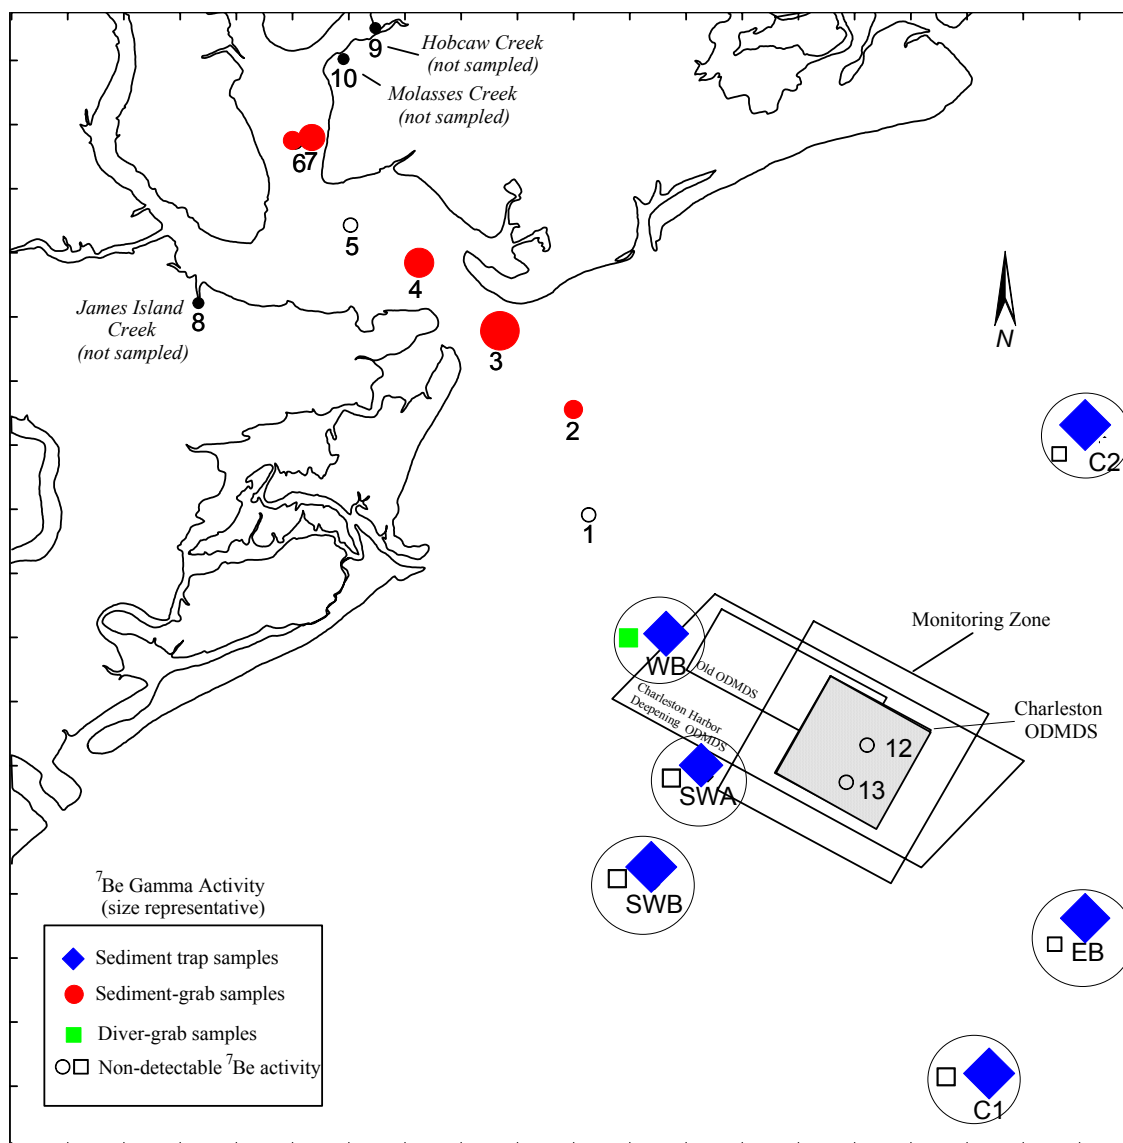 9
Hobcaw Creek
(not sampled)
10
Molasses Creek
(not sampled)
6
7
5
4
James Island
Creek
(not sampled)
8
3
N
2
C2
1
Monitoring Zone
WB
Old ODMDS
Charleston Harbor
Deepening ODMDS
Charleston
ODMDS
12
13
SWA
SWB
EB
C1
7Be Gamma Activity
(size representative)
Sediment trap samples
Sediment-grab samples
Diver-grab samples
Non-detectable 7Be activity